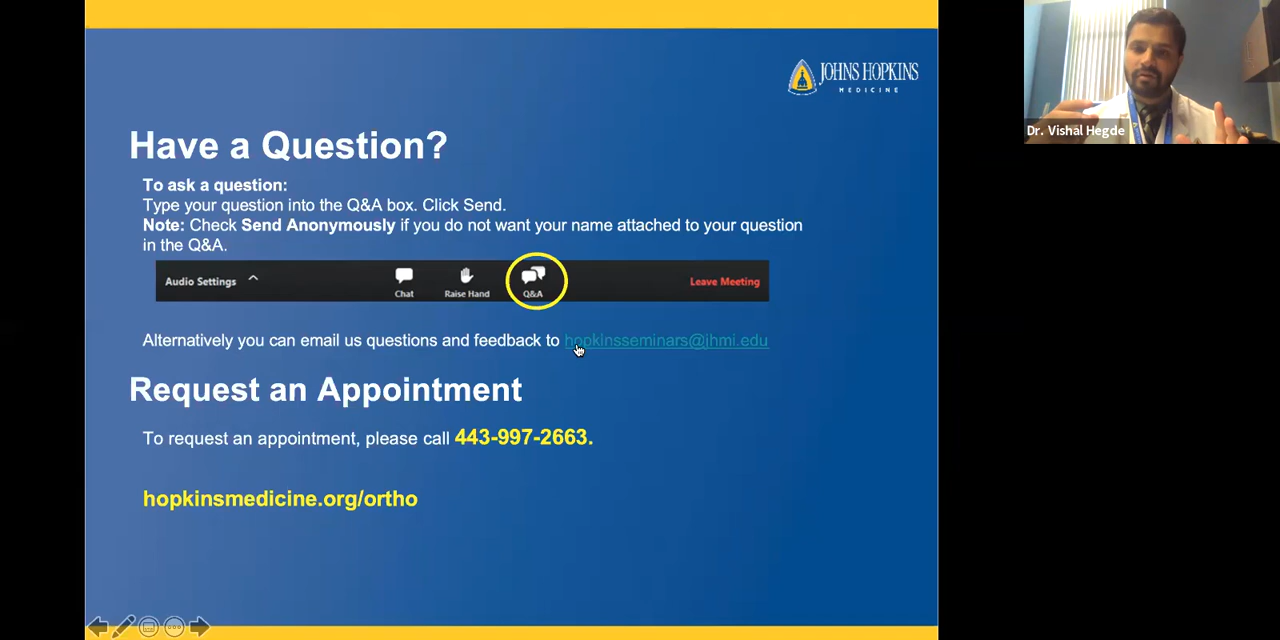 JOHNS HOPKINS
MEDICINE
Dr. Vishal Hegde
Have a Question?
To ask a question:
Type your question into the Q&A box. Click Send.
Note: Check Send Anonymously if you do not want your name attached to your question
in the Q&A.
Audio Settings
Chat
Raise Hand
Q&A
Leave Meeting
Alternatively you can email us questions and feedback to hopkinsseminars@jhmi.edu
Request an Appointment
To request an appointment, please call 443-997-2663.
hopkinsmedicine.org/ortho